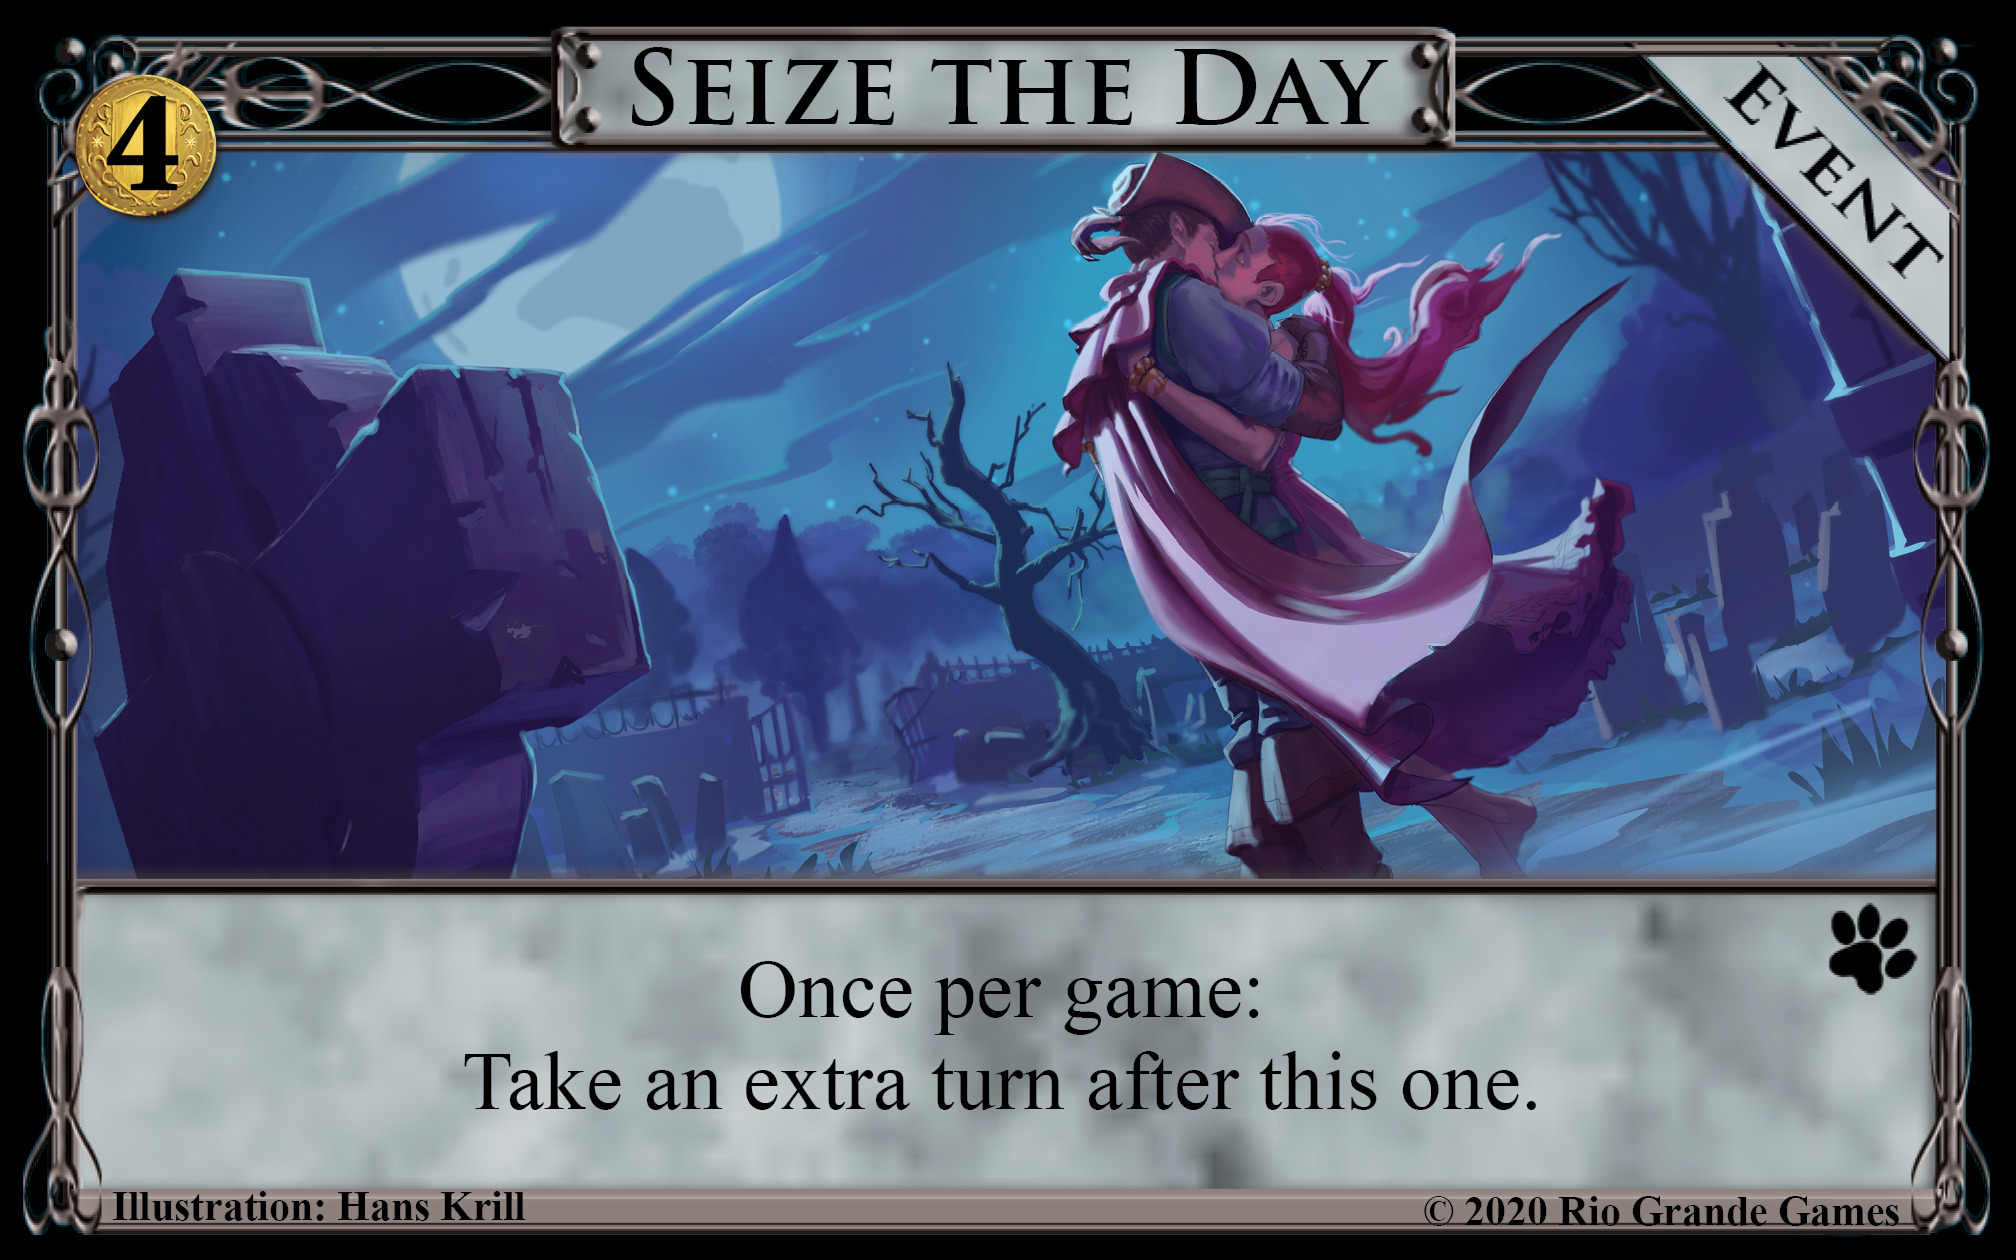 4
Seize the Day
Event
Once per game:
Take an extra turn after this one.
Illustration: Hans Krill
© 2020 Rio Grande Games